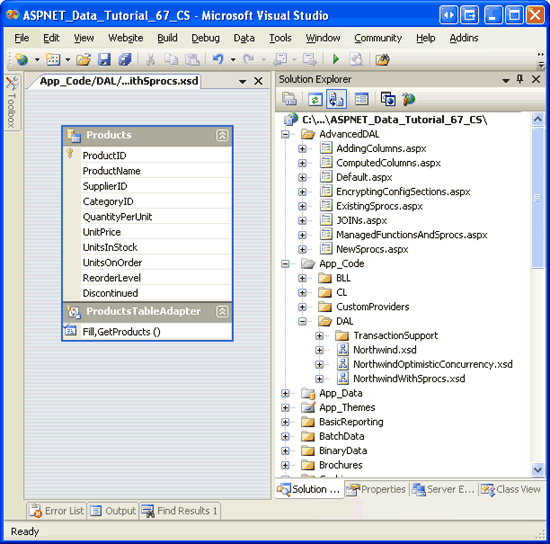 ASPNET_Data_Tutorial_67_CS - Microsoft Visual Studio
File Edit View Website Build Debug Data Tools Window Community Help Addins
App_Code/DAL/...ithSprocs.xsd
Toolbox
Products
ProductID
ProductName
SupplierID
CategoryID
QuantityPerUnit
UnitPrice
UnitsInStock
UnitsOnOrder
ReorderLevel
Discontinued
ProductsTableAdapter
Fill,GetProducts ()
Solution Explorer
C:\...\ASPNET_Data_Tutorial_67_CS\
AdvancedDAL
AddingColumns.aspx
ComputedColumns.aspx
Default.aspx
EncryptingConfigSections.aspx
ExistingSprocs.aspx
JOINs.aspx
ManagedFunctionsAndSprocs.aspx
NewSprocs.aspx
App_Code
BLL
CL
CustomProviders
DAL
TransactionSupport
Northwind.xsd
NorthwindOptimisticConcurrency.xsd
NorthwindWithSprocs.xsd
App_Data
App_Themes
BasicReporting
BatchData
BinaryData
Brochures
Solution ... Properties Server E... Class View
Error List Output Find Results 1
Ready